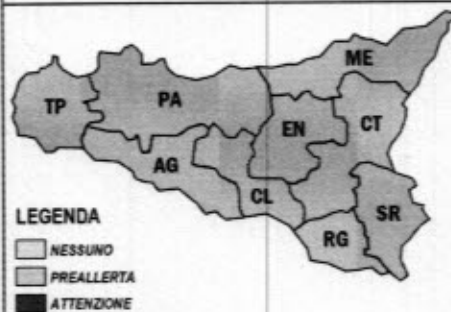 ME
TP
PA
CT
EN
AG
CL
SR
RG
LEGENDA
NESSUNO
PREALLERTA
ATTENZIONE